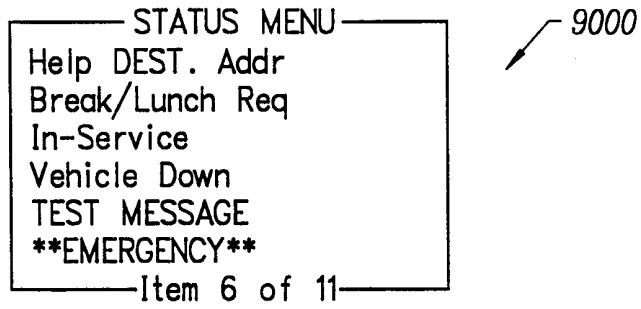 STATUS MENU
9000
Help DEST. Addr
Break/Lunch Req
In-Service
Vehicle Down
TEST MESSAGE
**EMERGENCY**
Item 6 of 11